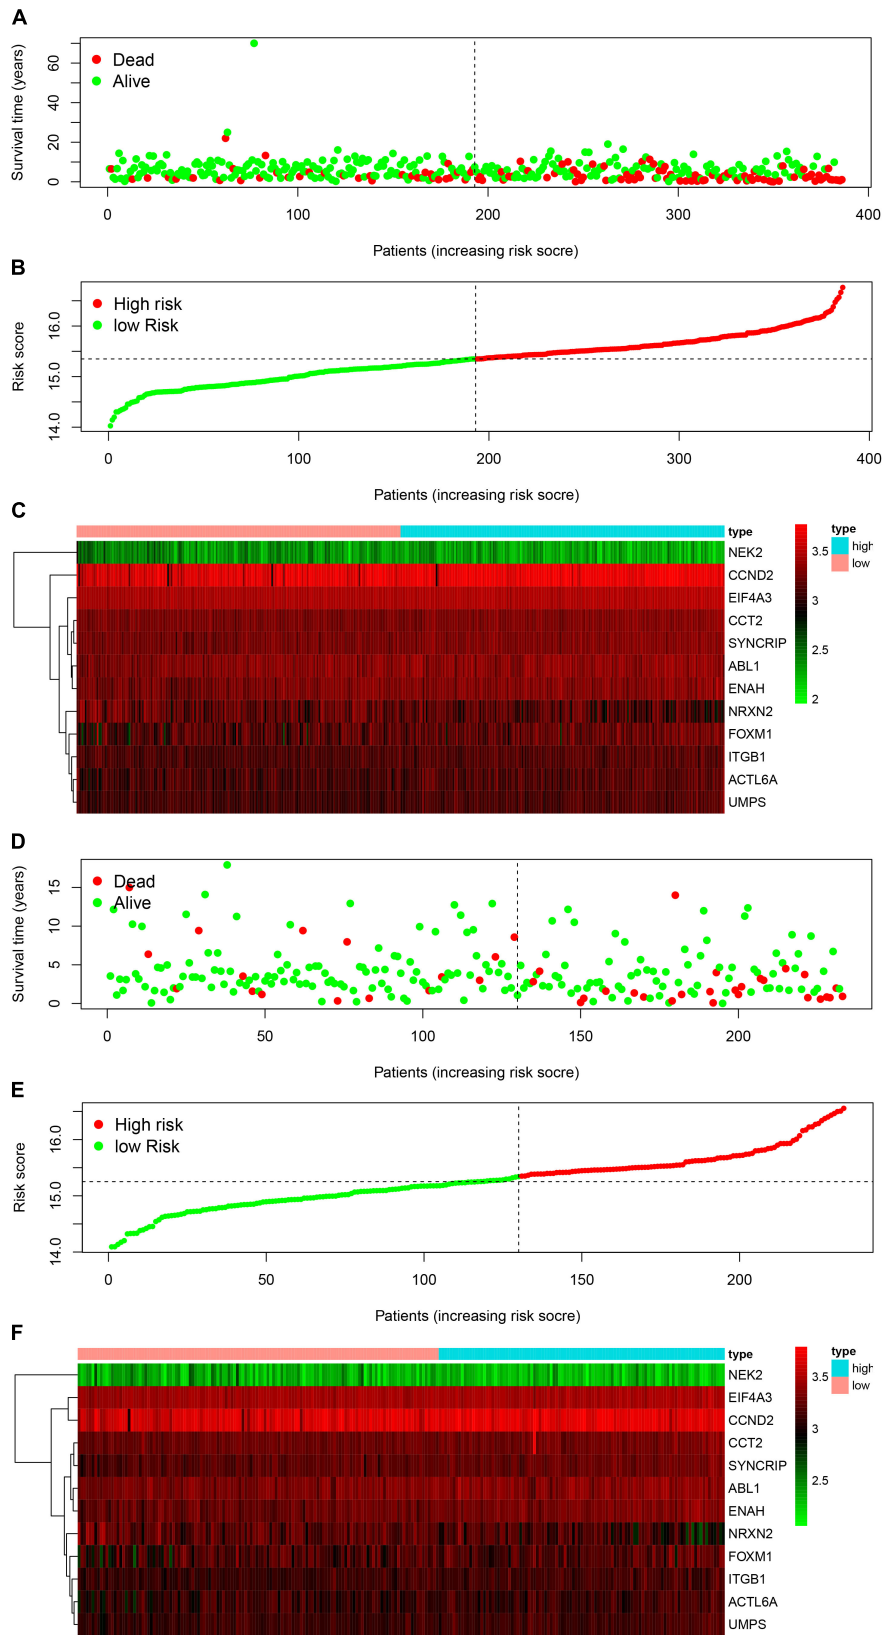 A
Survival time (years)
60
40
20
0
Dead
Alive
0 100 200 300 400
Patients (increasing risk socre)
B
Risk score
16.0
15.0
14.0
High risk
low Risk
0 100 200 300 400
Patients (increasing risk socre)
C
type
NEK2
CCND2
EIF4A3
CCT2
SYNCRIP
ABL1
ENAH
NRXN2
FOXM1
ITGB1
ACTL6A
UMPS
3.5
3
2.5
2
type
high
low
D
Survival time (years)
15
10
5
0
Dead
Alive
0 50 100 150 200
Patients (increasing risk socre)
E
Risk score
16.0
15.0
14.0
High risk
low Risk
0 50 100 150 200
Patients (increasing risk socre)
F
type
NEK2
EIF4A3
CCND2
CCT2
SYNCRIP
ABL1
ENAH
NRXN2
FOXM1
ITGB1
ACTL6A
UMPS
3.5
3
2.5
type
high
low